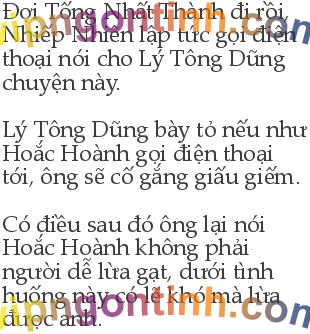 Đợi Tống Nhất Thành đi rồi,
Nhiếp Nhiên lập tức gọi điện
thoại nói cho Lý Tông Dũng
chuyện này.
Lý Tông Dũng bày tỏ nếu như
Hoắc Hoành gọi điện thoại
tới, ông sẽ cố gắng giấu giếm.
Có điều sau đó ông lại nói
Hoắc Hoành không phải
người dễ lừa gạt, dưới tình
huống này có lẽ khó mà lừa
được anh.